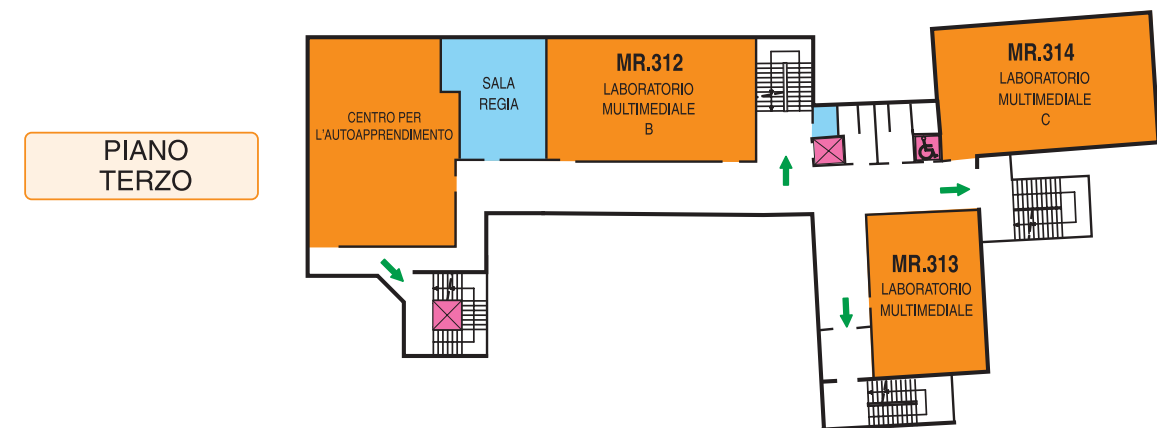 PIANO
TERZO
CENTRO PER
L'AUTOAPPRENDIMENTO
SALA
REGIA
MR.312
LABORATORIO
MULTIMEDIALE
B
MR.314
LABORATORIO
MULTIMEDIALE
C
MR.313
LABORATORIO
MULTIMEDIALE